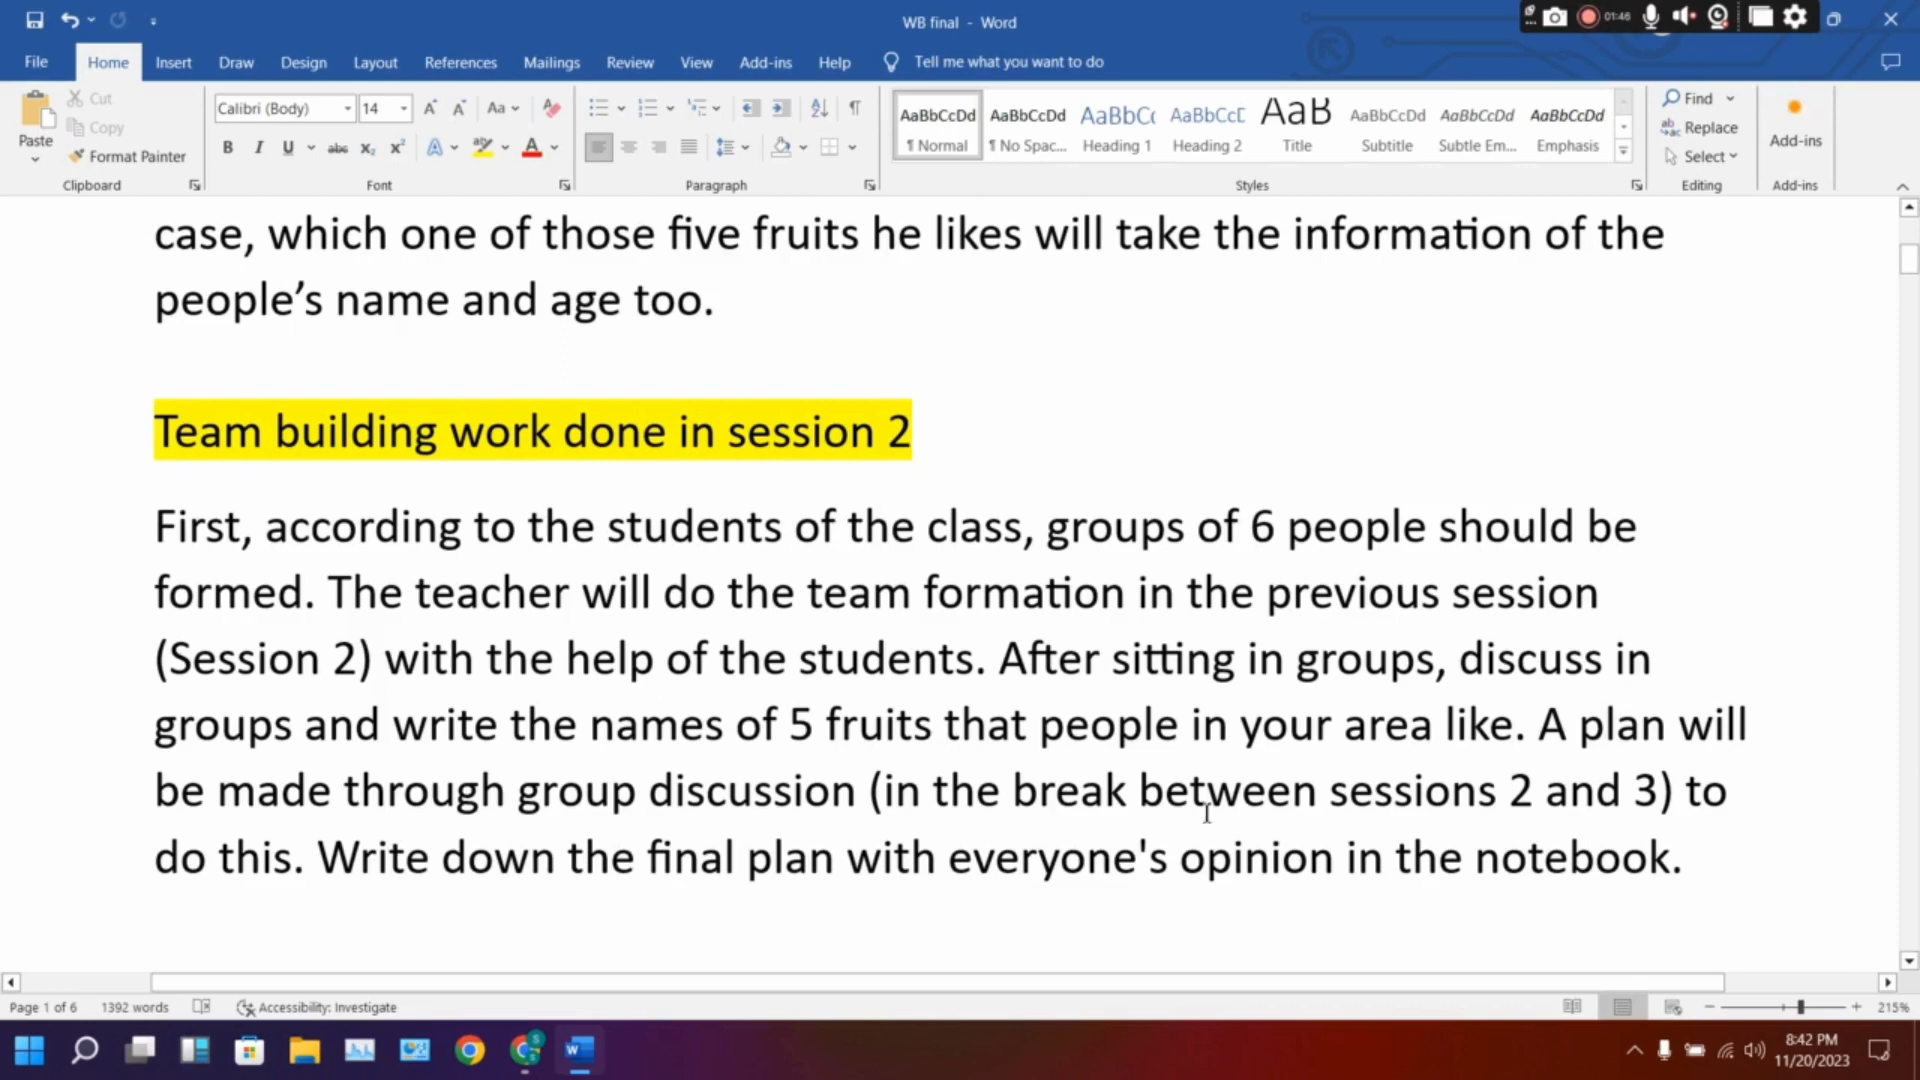 WB final - Word
01:46
File Home Insert Draw Design Layout References Mailings Review View Add-ins Help Tell me what you want to do
Paste
Cut
Copy
Format Painter
Clipboard
Calibri (Body) 14
Font
Paragraph
AaBbCcDd AaBbCcDd AaBbC( AaBbCcE AaB AaBbCcDd AaBbCcDd AaBbCcDd
¶ Normal ¶ No Spac... Heading 1 Heading 2 Title Subtitle Subtle Em... Emphasis
Styles
Find
Replace
Select
Editing
Add-ins
Add-ins
case, which one of those five fruits he likes will take the information of the
people’s name and age too.
Team building work done in session 2
First, according to the students of the class, groups of 6 people should be
formed. The teacher will do the team formation in the previous session
(Session 2) with the help of the students. After sitting in groups, discuss in
groups and write the names of 5 fruits that people in your area like. A plan will
be made through group discussion (in the break between sessions 2 and 3) to
do this. Write down the final plan with everyone's opinion in the notebook.
Page 1 of 6 1392 words Accessibility: Investigate 215%
8:42 PM
11/20/2023